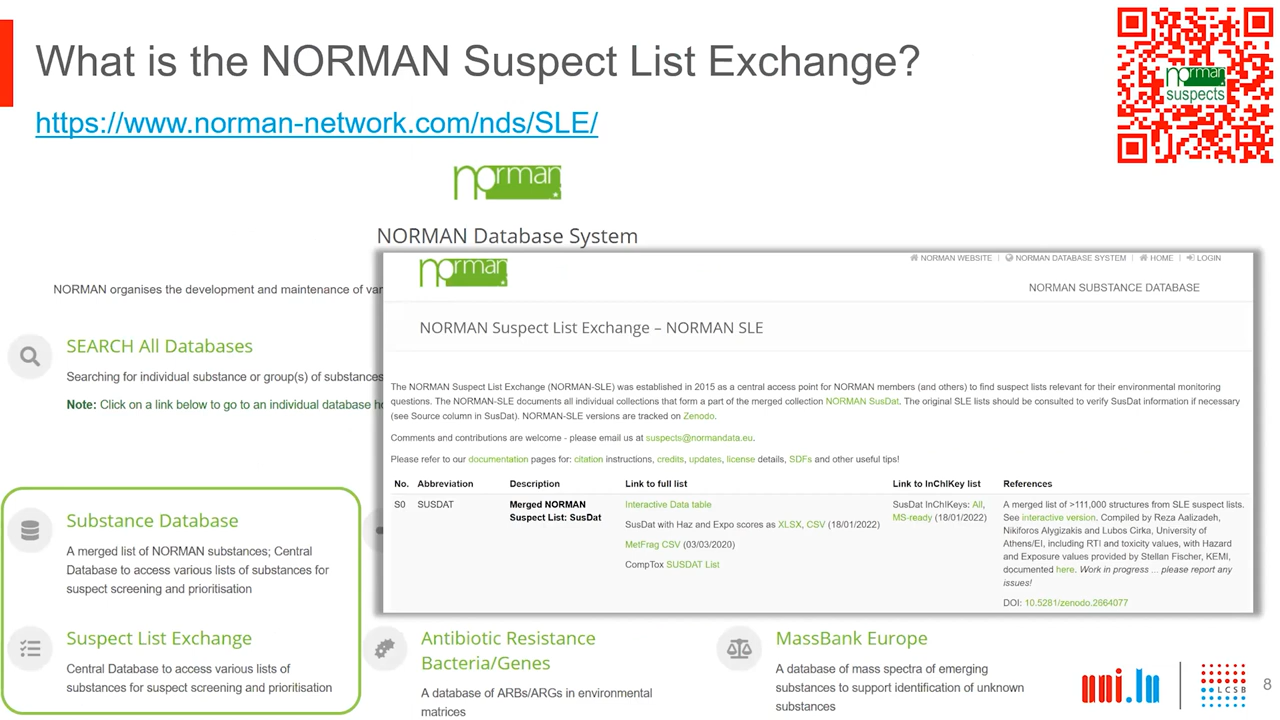 What is the NORMAN Suspect List Exchange?
https://www.norman-network.com/nds/SLE/
norman
suspects
norman
NORMAN Database System
NORMAN organises the development and maintenance of
SEARCH All Databases
Searching for individual substance or group(s) of substances
Note: Click on a link below to go to an individual database
Substance Database
A merged list of NORMAN substances; Central
Database to access various lists of substances for
suspect screening and prioritisation
Suspect List Exchange
Central Database to access various lists of
substances for suspect screening and prioritisation
norman
NORMAN WEBSITE | NORMAN DATABASE SYSTEM | HOME | LOGIN
NORMAN SUBSTANCE DATABASE
NORMAN Suspect List Exchange – NORMAN SLE
The NORMAN Suspect List Exchange (NORMAN-SLE) was established in 2015 as a central access point for NORMAN members (and others) to find suspect lists relevant for their environmental monitoring
questions. The NORMAN-SLE documents all individual collections that form a part of the merged collection NORMAN SusDat. The original SLE lists should be consulted to verify SusDat information if necessary
(see Source column in SusDat). NORMAN-SLE versions are tracked on Zenodo.
Comments and contributions are welcome - please email us at suspects@normandata.eu.
Please refer to our documentation pages for: citation instructions, credits, updates, license details, SDFs and other useful tips!
No. Abbreviation Description Link to full list Link to InChIKey list References
S0 SUSDAT
Merged NORMAN
Suspect List: SusDat
Interactive Data table
SusDat with Haz and Expo scores as XLSX, CSV (18/01/2022)
MetFrag CSV (03/03/2020)
CompTox SUSDAT List
SusDat InChIKeys: All,
MS-ready (18/01/2022)
A merged list of >111,000 structures from SLE suspect lists.
See interactive version. Compiled by Reza Aalizadeh,
Nikiforos Alygizakis and Lubos Cirka, University of
Athens/EI, including RTI and toxicity values, with Hazard
and Exposure values provided by Stellan Fischer, KEMI,
documented here. Work in progress ... please report any
issues!
DOI: 10.5281/zenodo.2664077
Antibiotic Resistance
Bacteria/Genes
A database of ARBs/ARGs in environmental
matrices
MassBank Europe
A database of mass spectra of emerging
substances to support identification of unknown
substances
uni.lu
LCSB
8